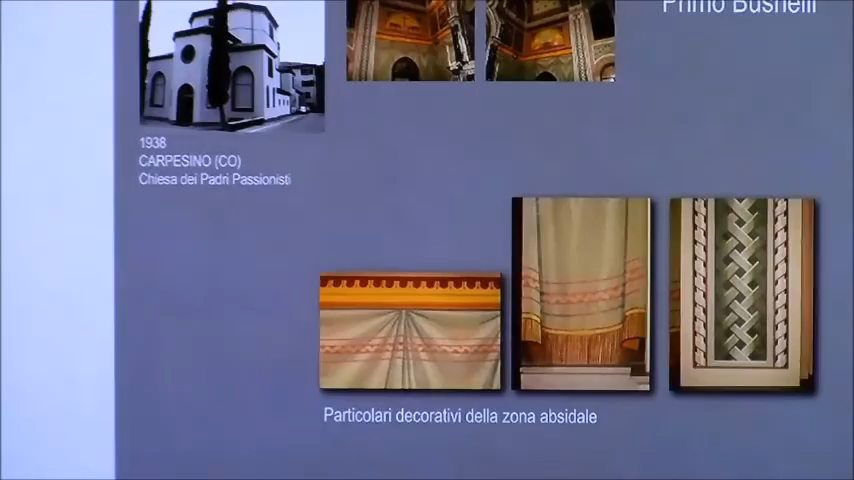 Primo Busnelli
1938
CARPESINO (CO)
Chiesa dei Padri Passionisti
Particolari decorativi della zona absidale